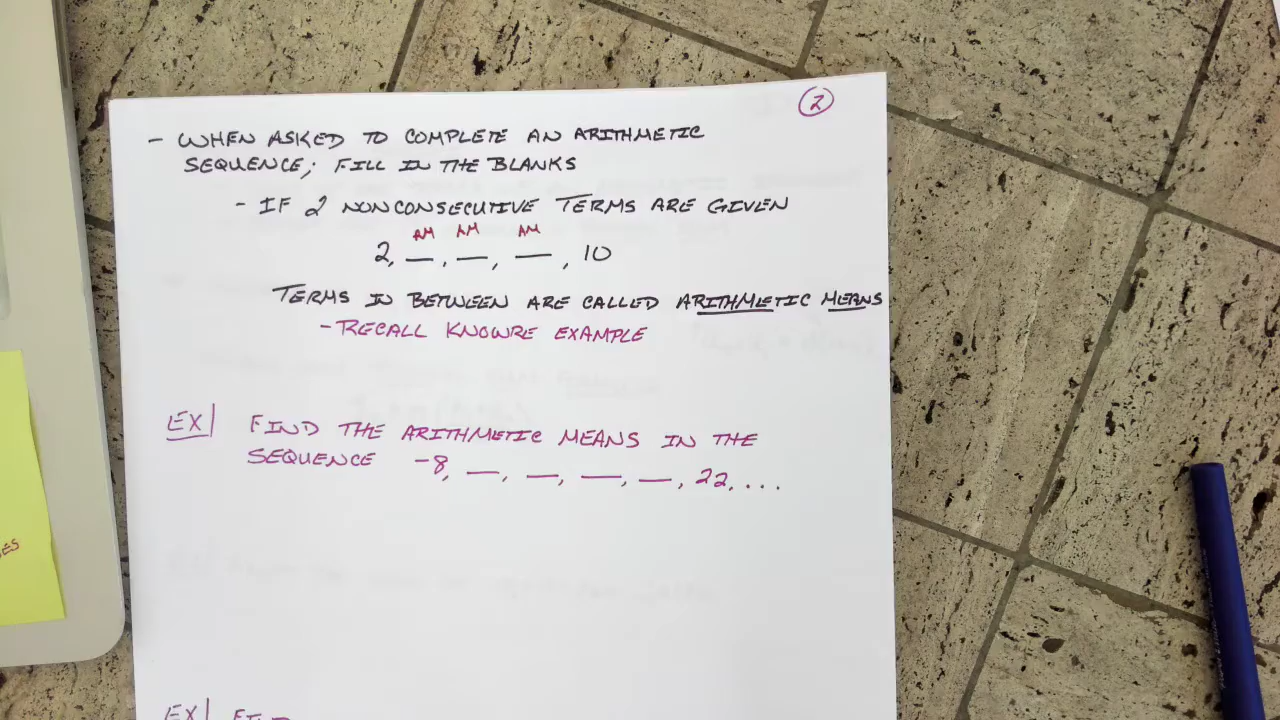 2
- WHEN ASKED TO COMPLETE AN ARITHMETIC
SEQUENCE; FILL IN THE BLANKS
- IF 2 NONCONSECUTIVE TERMS ARE GIVEN
AM AM AM
2, __, __, __, 10
TERMS IN BETWEEN ARE CALLED ARITHMETIC MEANS
- RECALL KNOWRE EXAMPLE
EX| FIND THE ARITHMETIC MEANS IN THE
SEQUENCE -8, __, __, __, __, 22, ...
EX| FIND